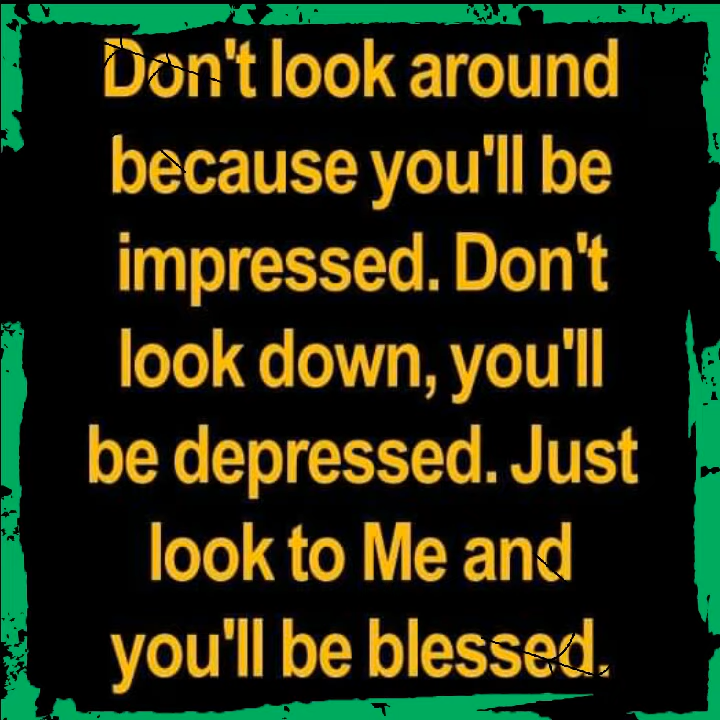 Don't look around
because you'll be
impressed. Don't
look down, you'll
be depressed. Just
look to Me and
you'll be blessed.